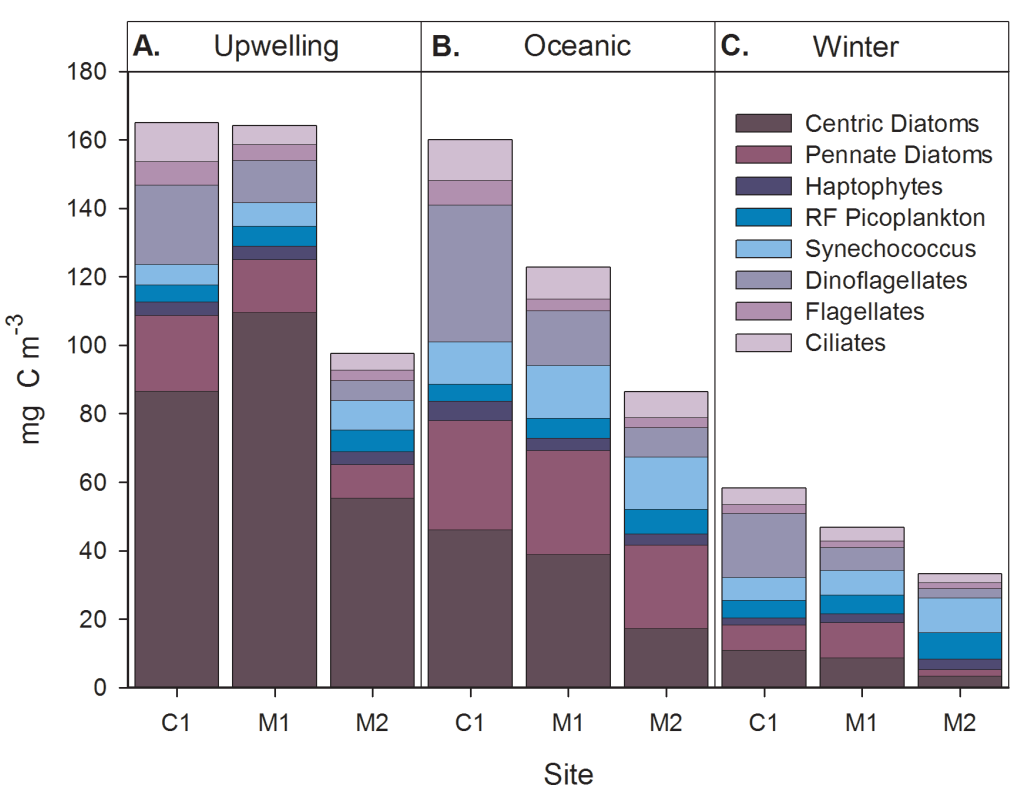 A. Upwelling
B. Oceanic
C. Winter
180
160
140
120
100
80
60
40
20
0
mg C m-3
Centric Diatoms
Pennate Diatoms
Haptophytes
RF Picoplankton
Synechococcus
Dinoflagellates
Flagellates
Ciliates
C1 M1 M2 C1 M1 M2 C1 M1 M2
Site